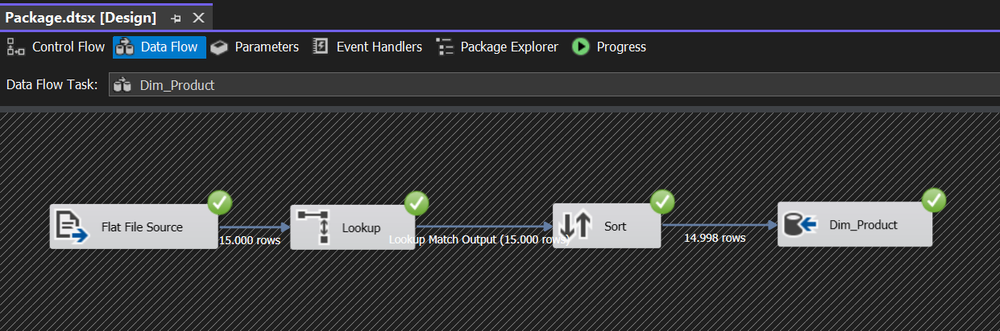 Package.dtsx [Design]
Control Flow Data Flow Parameters Event Handlers Package Explorer Progress
Data Flow Task: Dim_Product
Flat File Source
15.000 rows
Lookup
Lookup Match Output (15.000 rows)
Sort
14.998 rows
Dim_Product